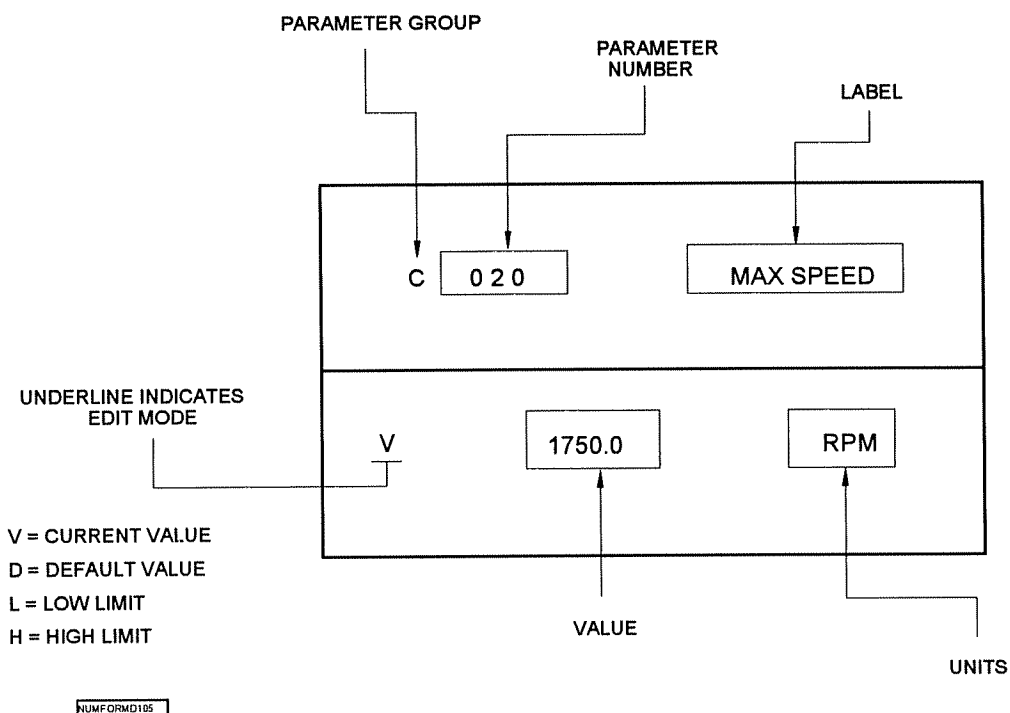 PARAMETER GROUP
PARAMETER
NUMBER
LABEL
C 0 2 0 MAX SPEED
UNDERLINE INDICATES
EDIT MODE
V 1750.0 RPM
V = CURRENT VALUE
D = DEFAULT VALUE
L = LOW LIMIT
H = HIGH LIMIT
VALUE
UNITS
NUMFORMD105